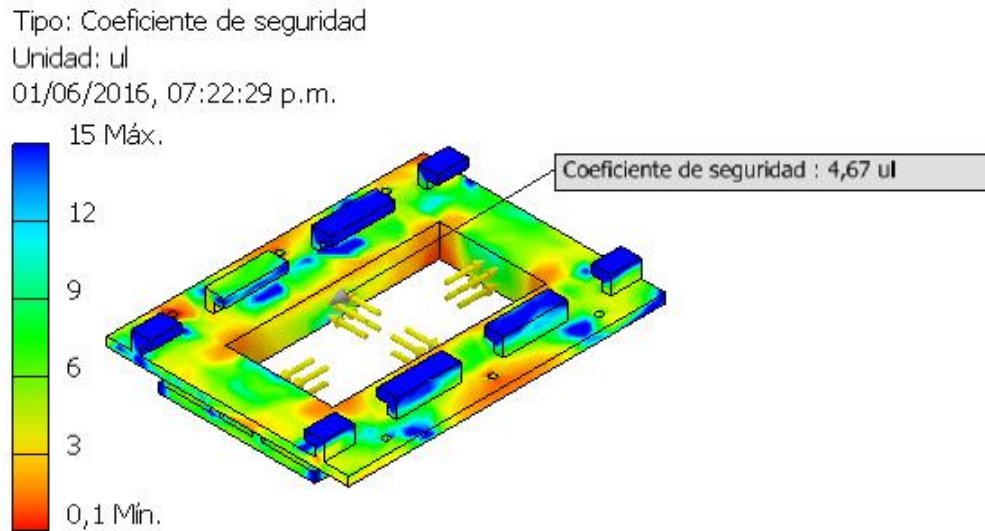 Tipo: Coeficiente de seguridad
Unidad: ul
01/06/2016, 07:22:29 p.m.
15 Máx.
Coeficiente de seguridad : 4,67 ul
12
9
6
3
0,1 Mín.